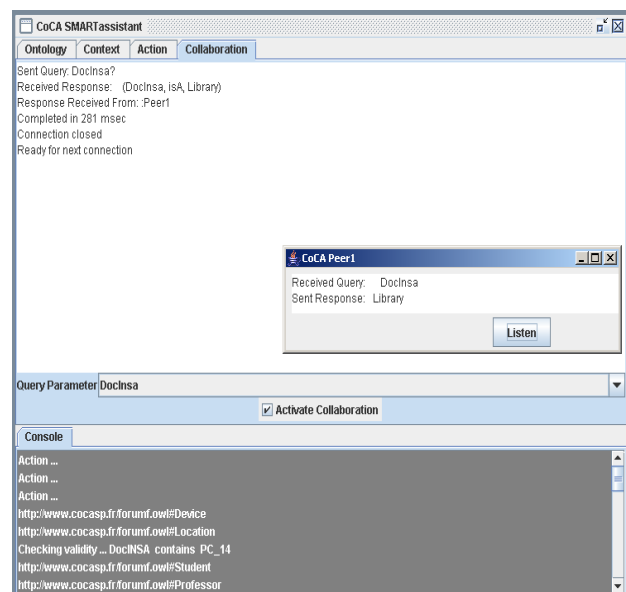 CoCA SMARTassistant
Ontology Context Action Collaboration
Sent Query: DocInsa?
Received Response: (DocInsa, isA, Library)
Response Received From: :Peer1
Completed in 281 msec
Connection closed
Ready for next connection
CoCA Peer1
Received Query: DocInsa
Sent Response: Library
Listen
Query Parameter DocInsa
Activate Collaboration
Console
Action ...
Action ...
Action ...
http://www.cocasp.fr/forumf.owl#Device
http://www.cocasp.fr/forumf.owl#Location
Checking validity ... DocINSA contains PC_14
http://www.cocasp.fr/forumf.owl#Student
http://www.cocasp.fr/forumf.owl#Professor